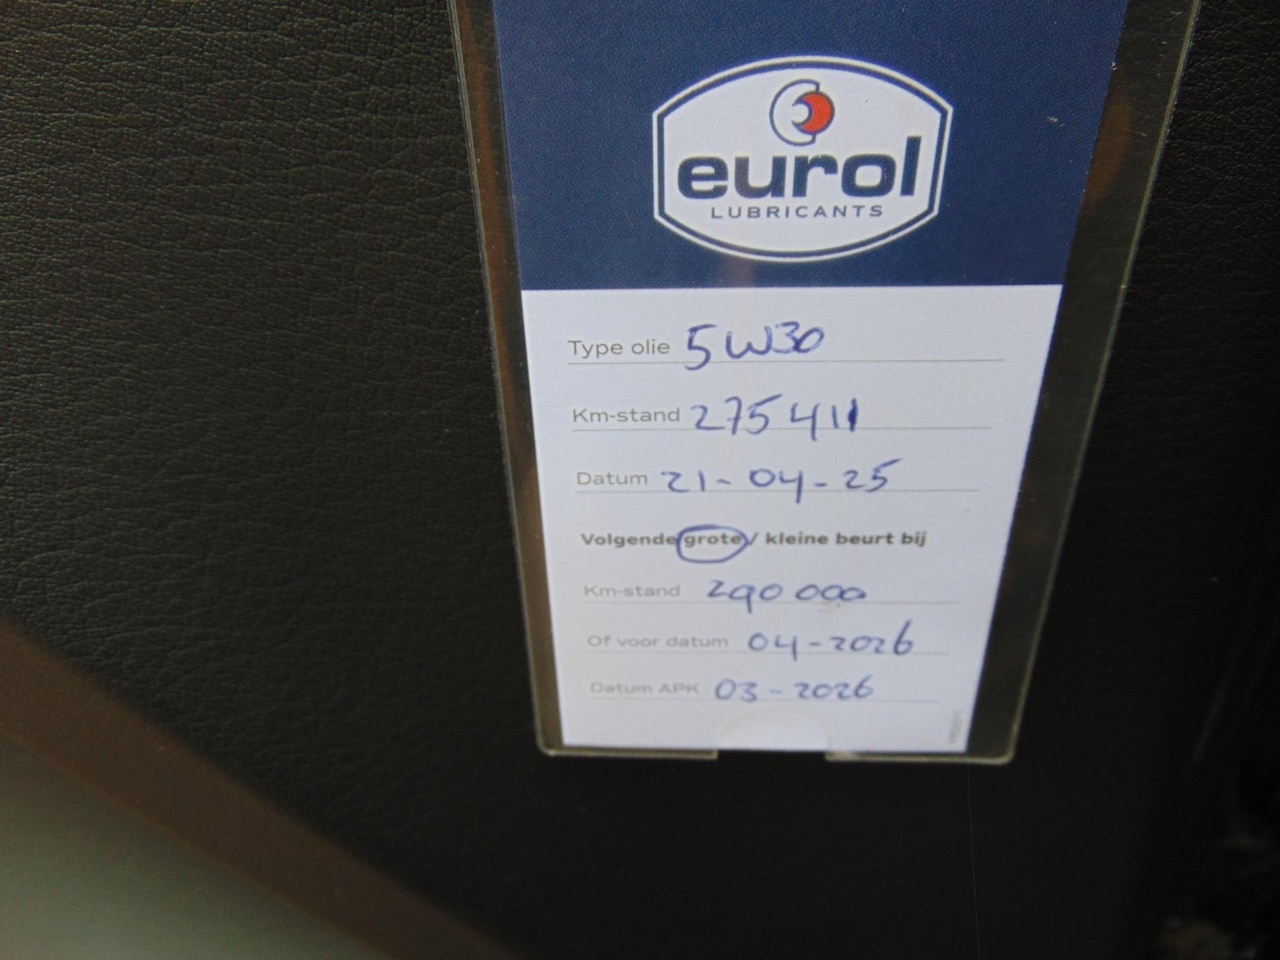 eurol
LUBRICANTS
Type olie 5W30
Km-stand 275411
Datum 21-04-25
Volgende grote / kleine beurt bij
Km-stand 290000
Of voor datum 04-2026
Datum APK 03-2026